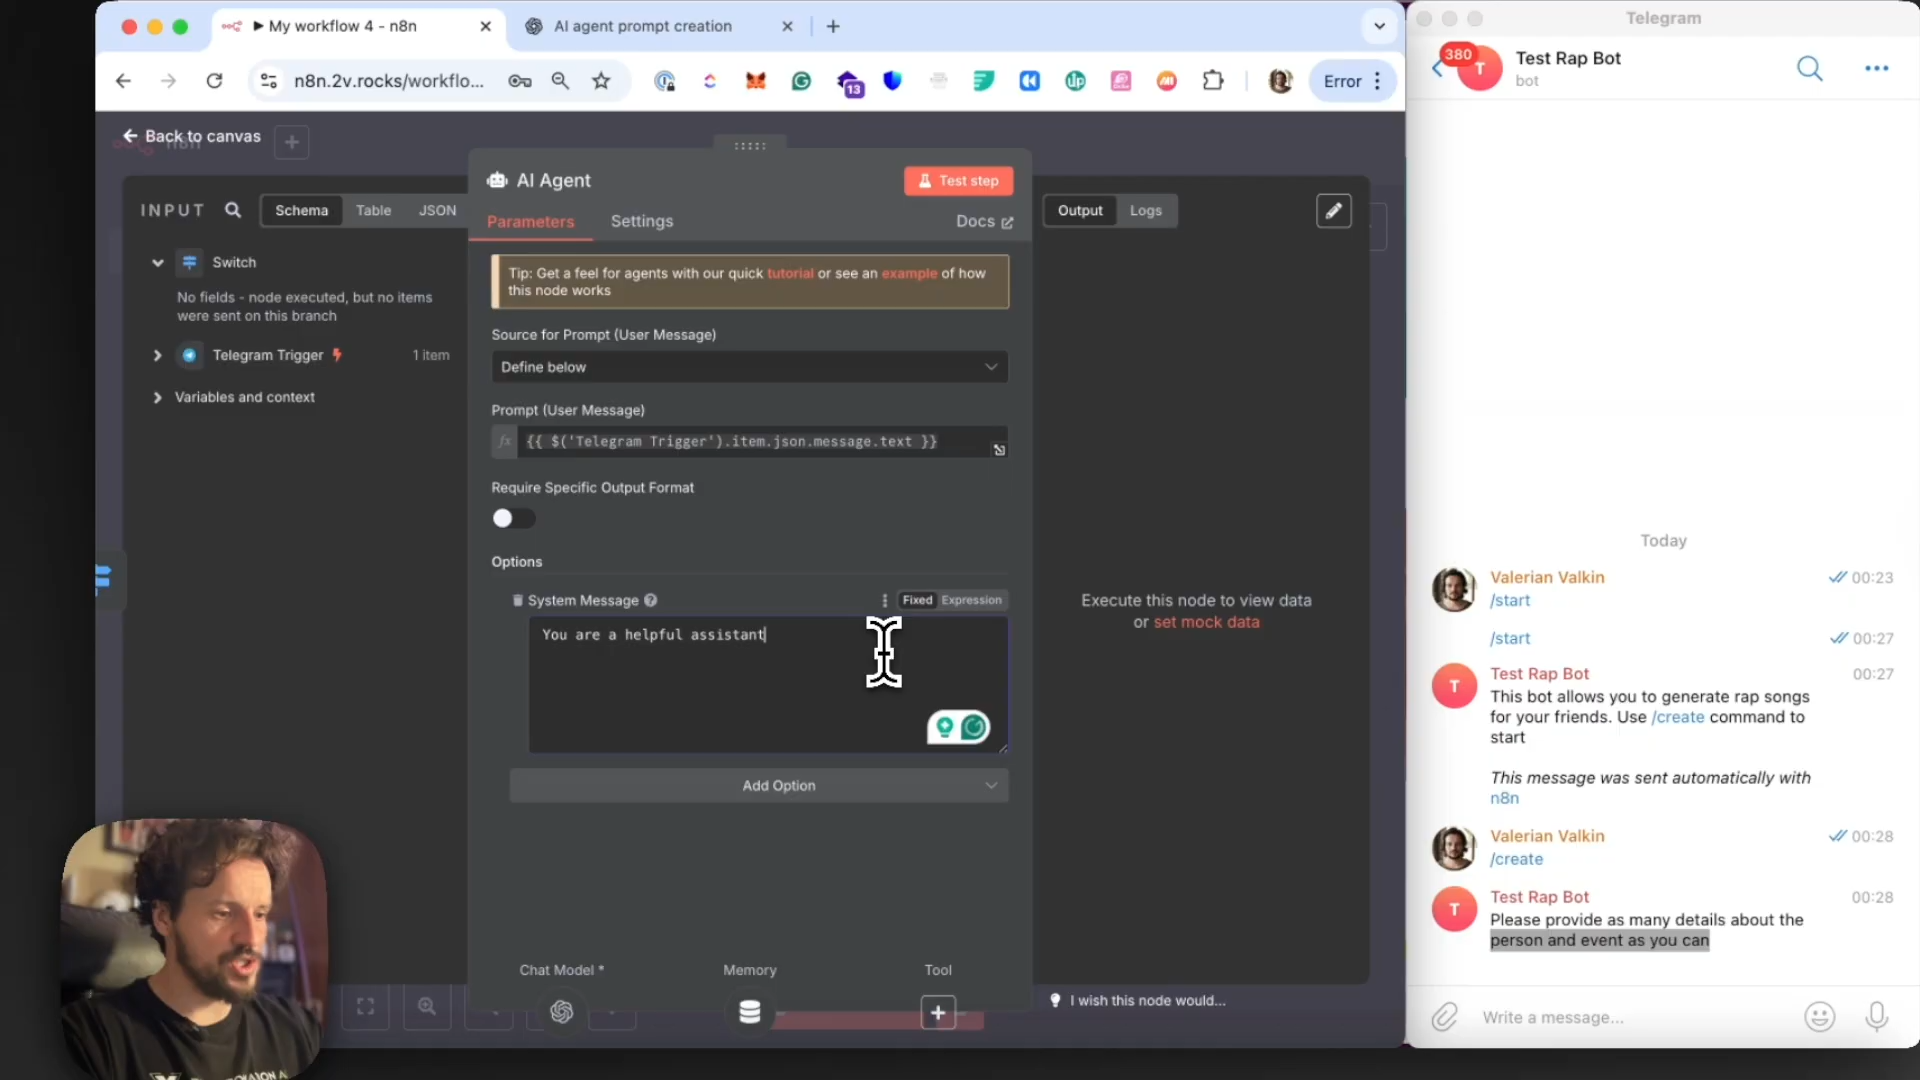 My workflow 4 - n8n
AI agent prompt creation
n8n.2v.rocks/workflo...
13
Error
Back to canvas
INPUT
Schema
Table
JSON
Switch
No fields - node executed, but no items
were sent on this branch
Telegram Trigger
1 item
Variables and context
AI Agent
Test step
Parameters
Settings
Docs
Tip: Get a feel for agents with our quick tutorial or see an example of how
this node works
Source for Prompt (User Message)
Define below
Prompt (User Message)
fx
{{ $('Telegram Trigger').item.json.message.text }}
Require Specific Output Format
Options
System Message
Fixed
Expression
You are a helpful assistant
Add Option
Chat Model *
Memory
Tool
Output
Logs
Execute this node to view data
or set mock data
I wish this node would...
Telegram
380
T
Test Rap Bot
bot
Today
Valerian Valkin
00:23
/start
/start
00:27
T
Test Rap Bot
00:27
This bot allows you to generate rap songs
for your friends. Use /create command to
start
This message was sent automatically with
n8n
Valerian Valkin
00:28
/create
T
Test Rap Bot
00:28
Please provide as many details about the
person and event as you can
Write a message...